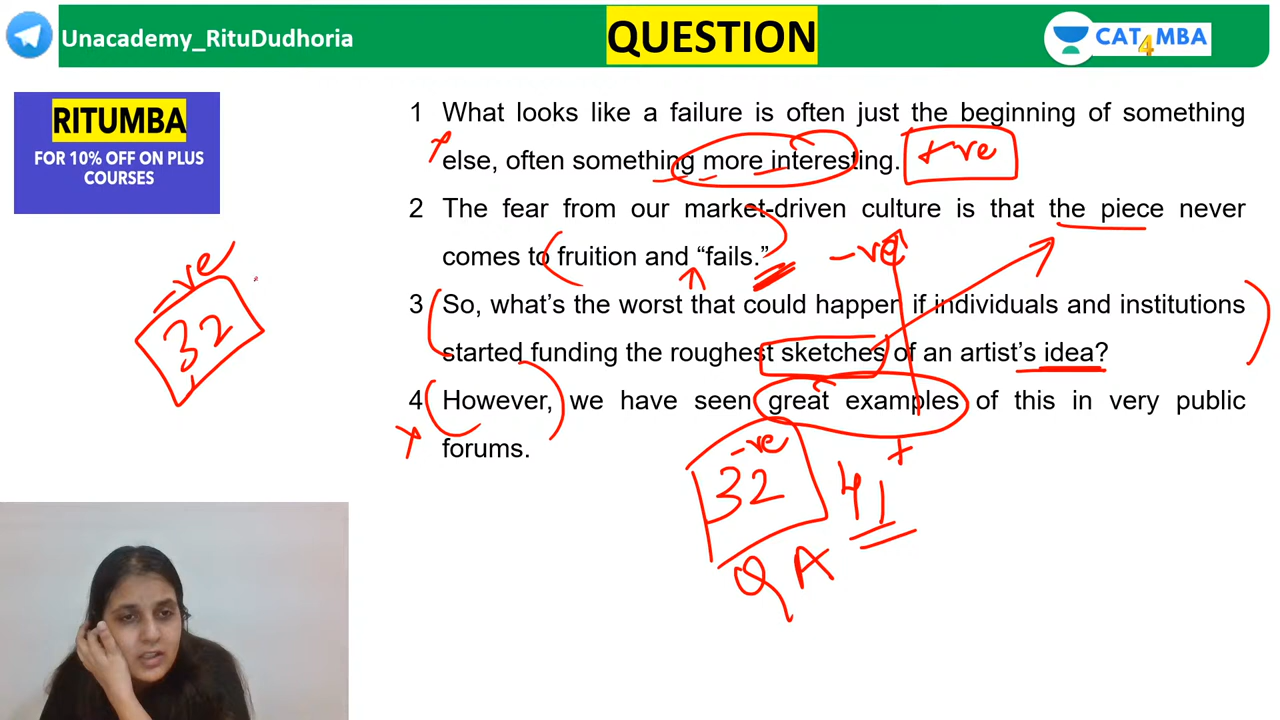 Unacademy_RituDudhoria
QUESTION
CAT4MBA
RITUMBA
FOR 10% OFF ON PLUS
COURSES
1 What looks like a failure is often just the beginning of something
else, often something more interesting. +ve
2 The fear from our market-driven culture is that the piece never
comes to fruition and “fails.” -ve
3 So, what’s the worst that could happen if individuals and institutions
started funding the roughest sketches of an artist’s idea?
4 However, we have seen great examples of this in very public
forums.
-ve
32
-ve
+
32 41
QA